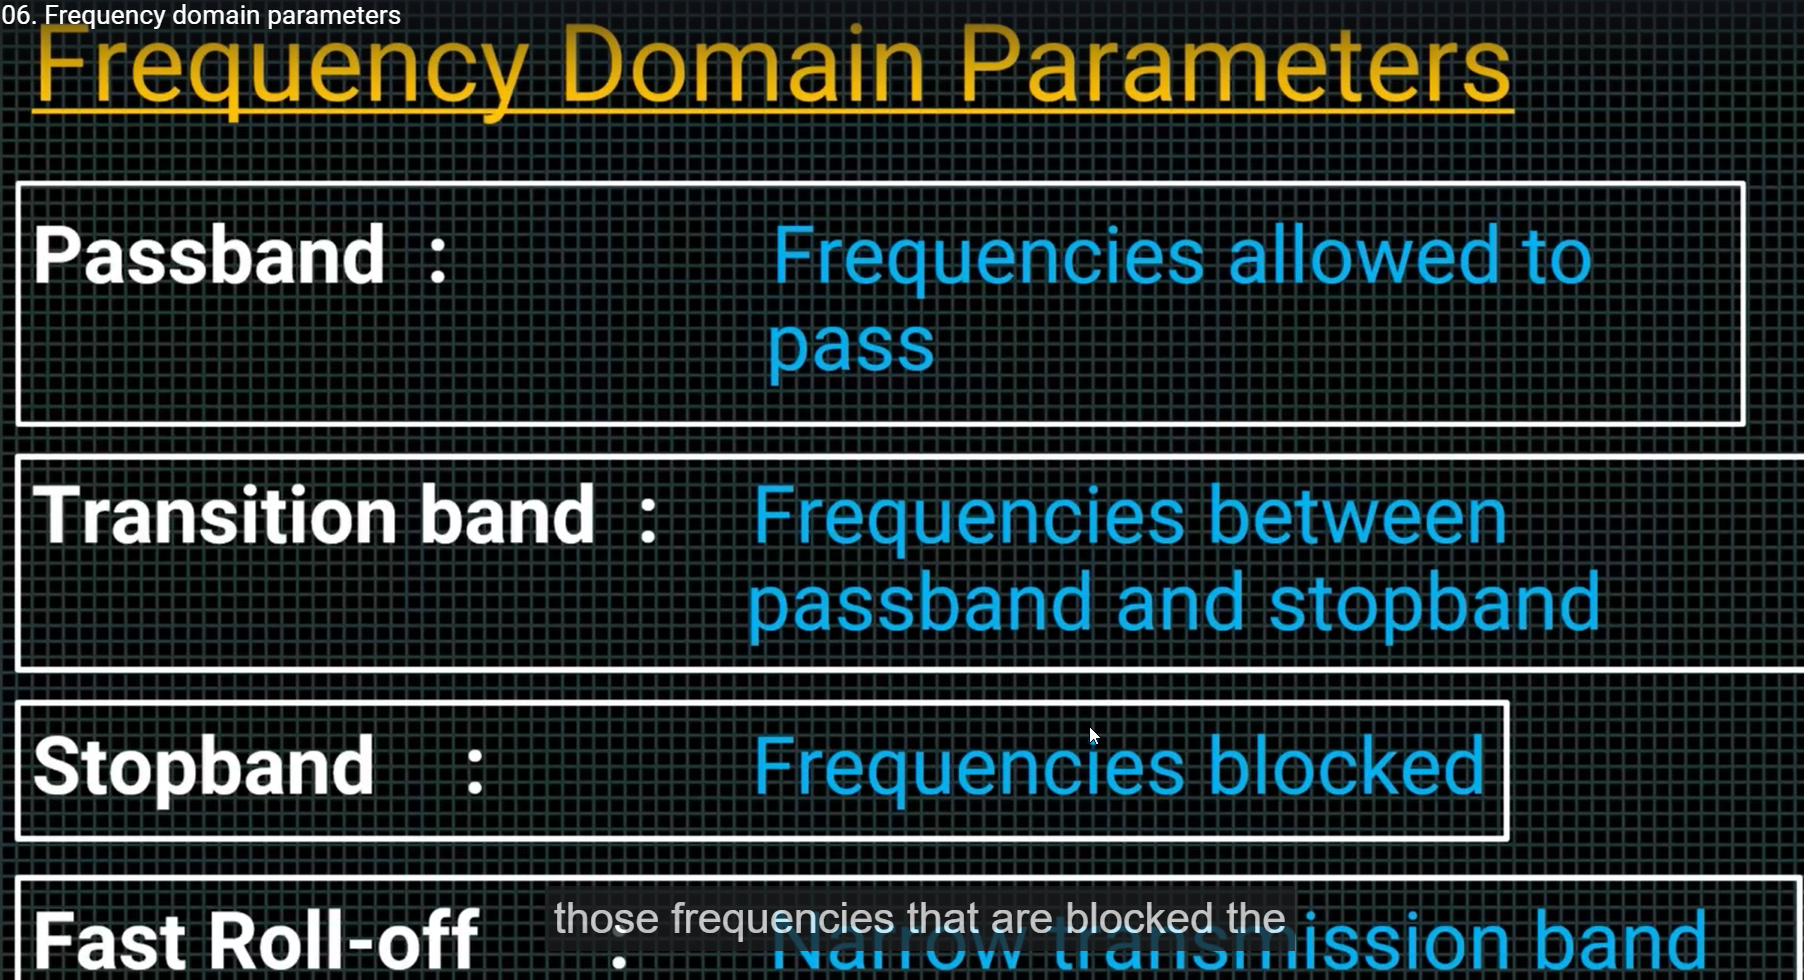 06. Frequency domain parameters
Frequency Domain Parameters
Passband : Frequencies allowed to
pass
Transition band : Frequencies between
passband and stopband
Stopband : Frequencies blocked
Fast Roll-off : Narrow transmission band
those frequencies that are blocked the